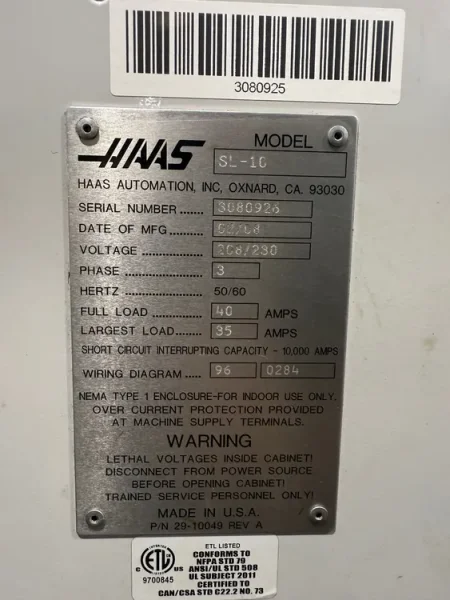 3080925
HAAS
MODEL
SL-10
HAAS AUTOMATION, INC, OXNARD, CA. 93030
SERIAL NUMBER .......
DATE OF MFG ..........
VOLTAGE ................ 208/230
PHASE .................... 3
HERTZ .................... 50/60
FULL LOAD ............. 40 AMPS
LARGEST LOAD....... 35 AMPS
SHORT CIRCUIT INTERRUPTING CAPACITY - 10,000 AMPS
WIRING DIAGRAM ..... 96 0284
NEMA TYPE 1 ENCLOSURE-FOR INDOOR USE ONLY.
OVER CURRENT PROTECTION PROVIDED
AT MACHINE SUPPLY TERMINALS.
WARNING
LETHAL VOLTAGES INSIDE CABINET!
DISCONNECT FROM POWER SOURCE
BEFORE OPENING CABINET!
TRAINED SERVICE PERSONNEL ONLY!
MADE IN U.S.A.
P/N 29-10049 REV A
ETL LISTED
CONFORMS TO
NFPA STD 79
ANSI/UL STD 508
UL SUBJECT 2011
CERTIFIED TO
CAN/CSA STD C22.2 NO. 73
C ETL US
9700845